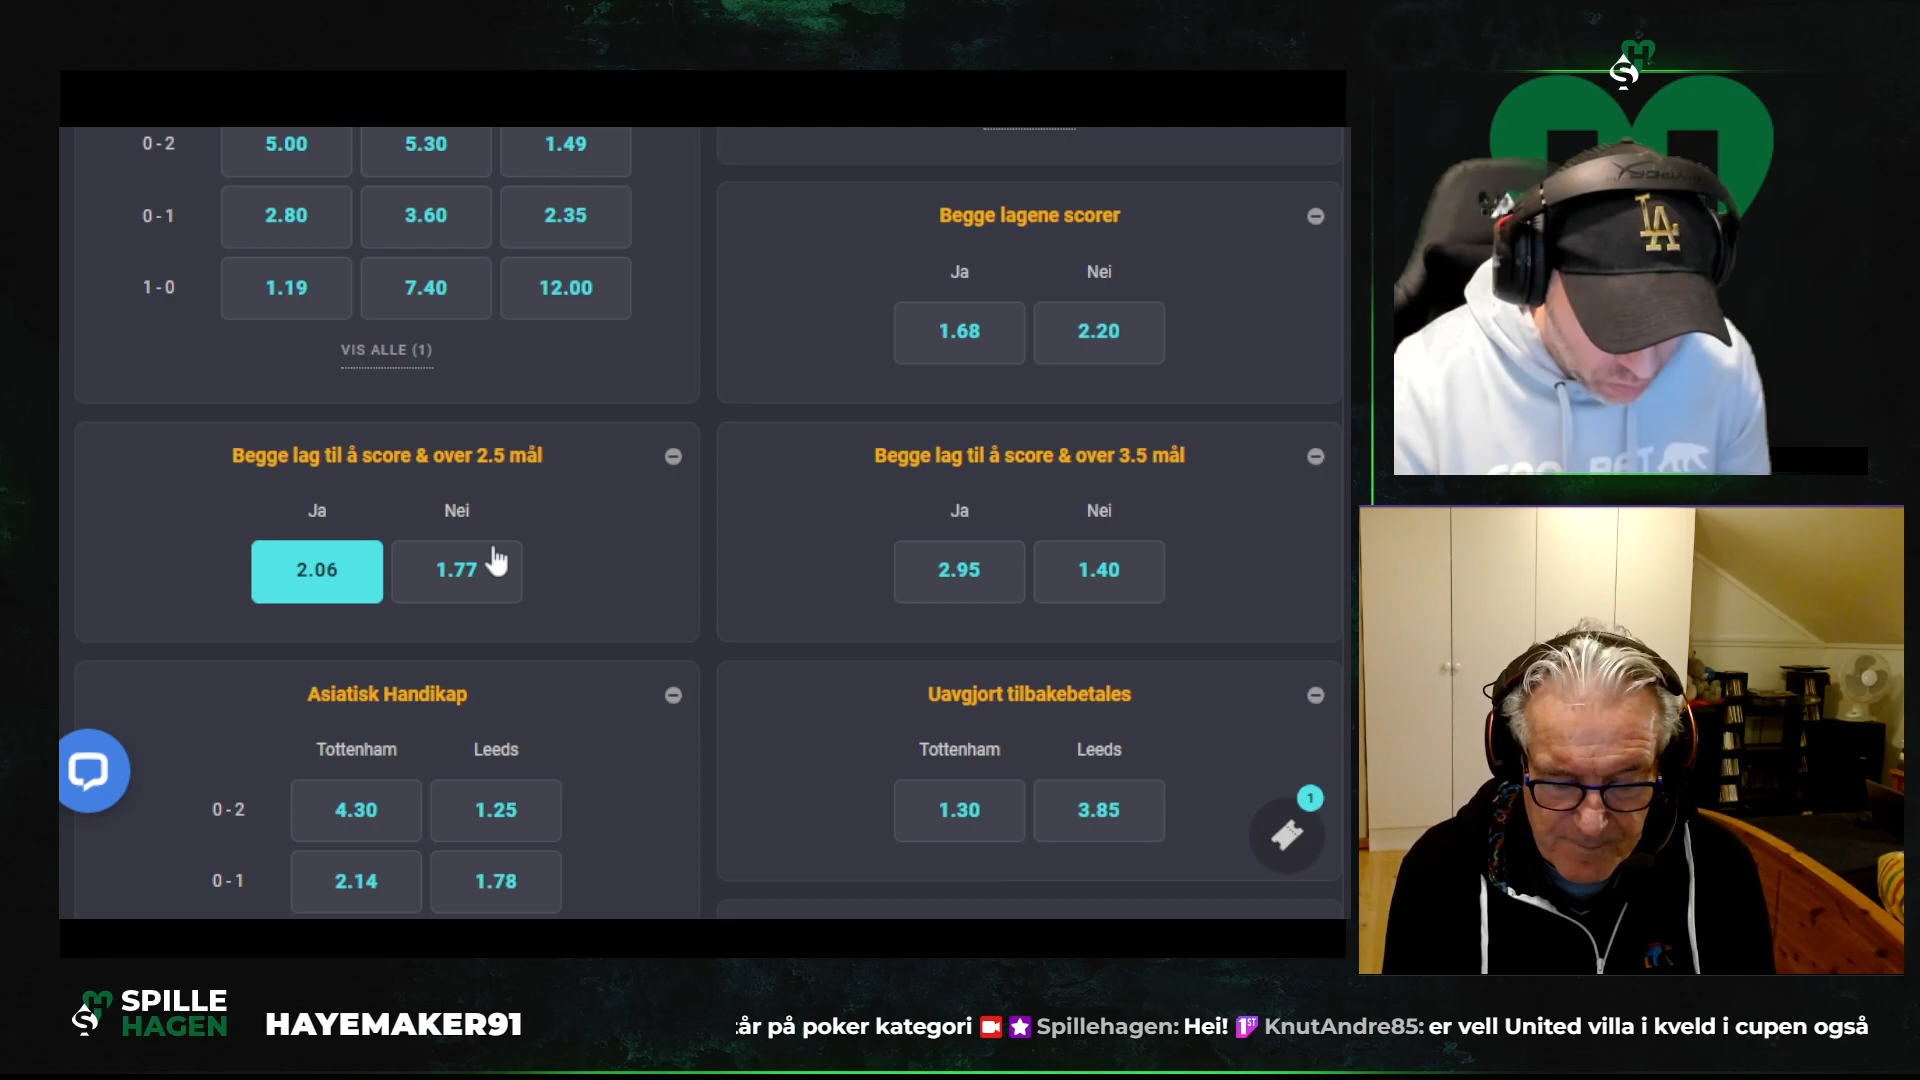 0 - 2 5.00 5.30 1.49
0 - 1 2.80 3.60 2.35
1 - 0 1.19 7.40 12.00
VIS ALLE (1)
Begge lagene scorer
Ja Nei
1.68 2.20
Begge lag til å score & over 2.5 mål
Ja Nei
2.06 1.77
Begge lag til å score & over 3.5 mål
Ja Nei
2.95 1.40
Asiatisk Handikap
Tottenham Leeds
0 - 2 4.30 1.25
0 - 1 2.14 1.78
Uavgjort tilbakebetales
Tottenham Leeds
1.30 3.85
1
LA
SPILLE
HAGEN
HAYEMAKER91
år på poker kategori Spillehagen: Hei! 1ST KnutAndre85: er vell United villa i kveld i cupen også